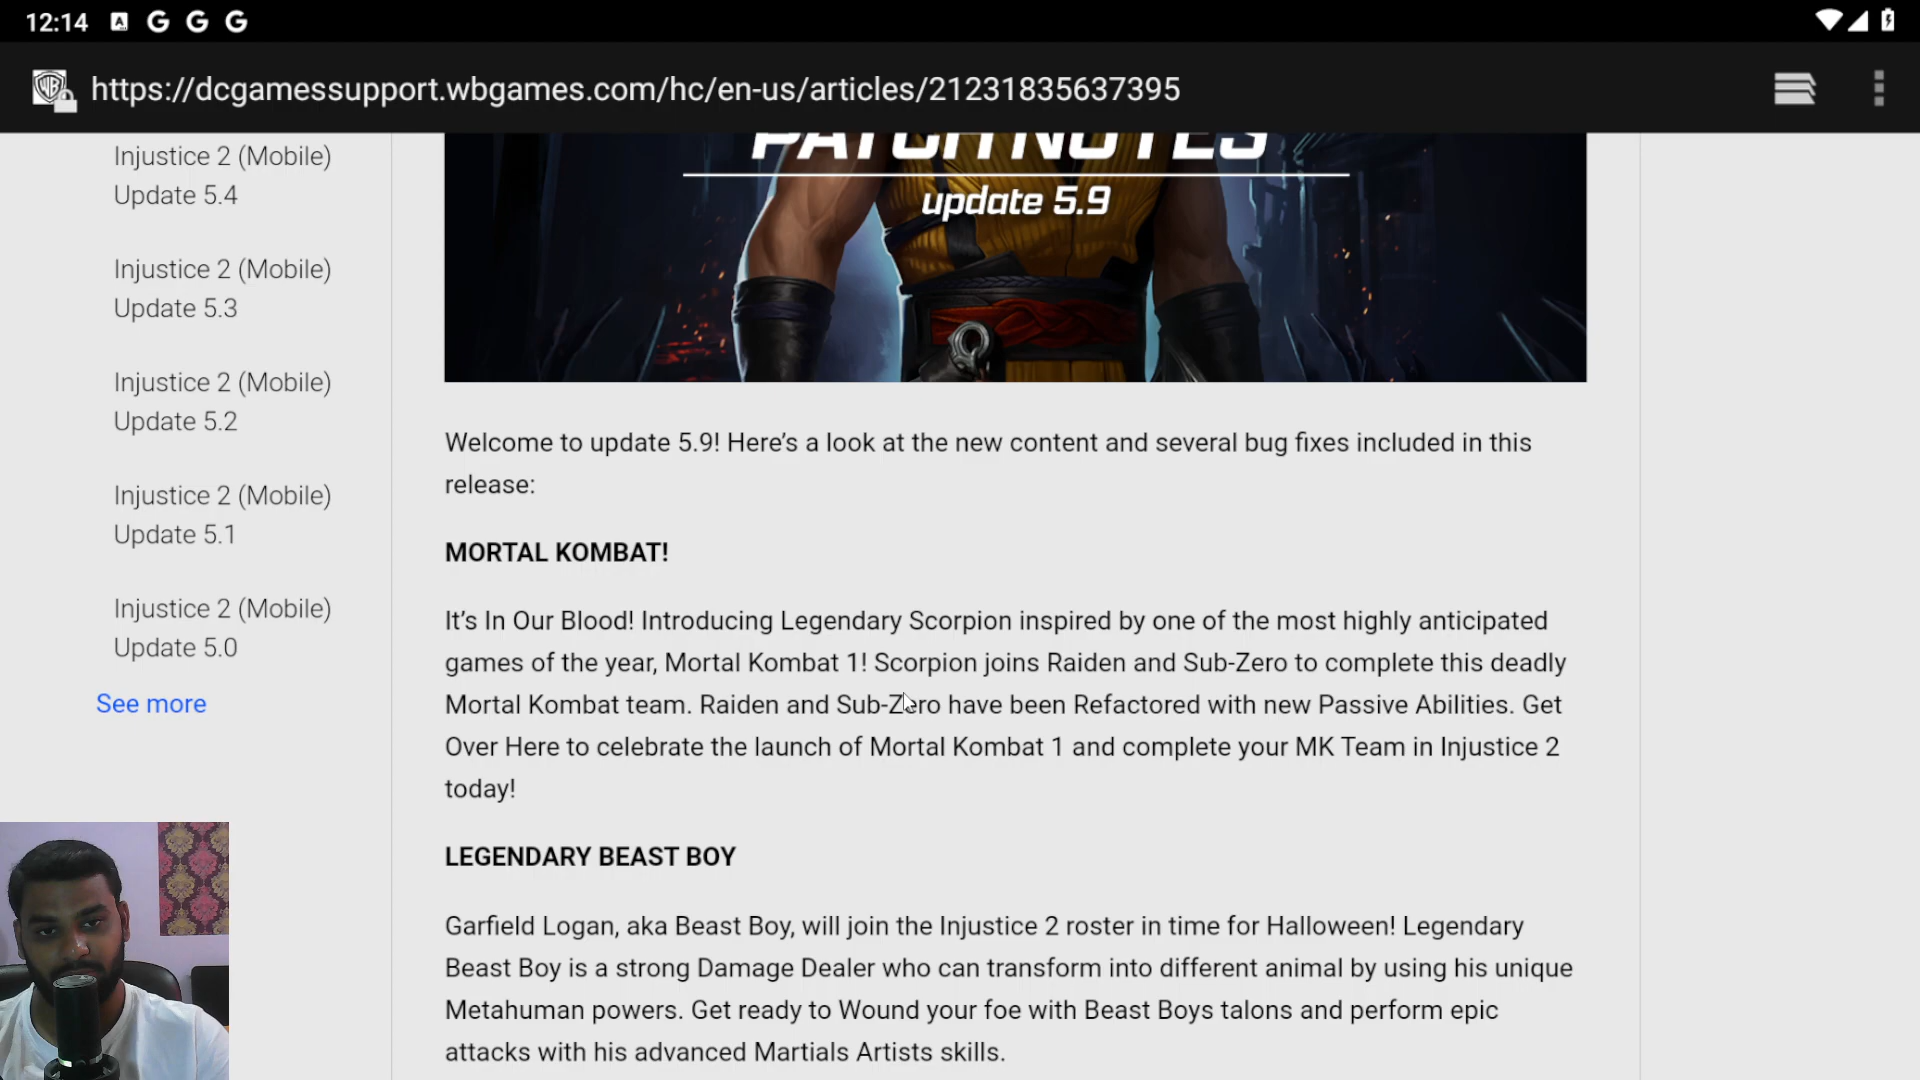 12:14
https://dcgamessupport.wbgames.com/hc/en-us/articles/21231835637395
Injustice 2 (Mobile)
Update 5.4
Injustice 2 (Mobile)
Update 5.3
Injustice 2 (Mobile)
Update 5.2
Injustice 2 (Mobile)
Update 5.1
Injustice 2 (Mobile)
Update 5.0
See more
PATCH NOTES
update 5.9
Welcome to update 5.9! Here’s a look at the new content and several bug fixes included in this
release:
MORTAL KOMBAT!
It’s In Our Blood! Introducing Legendary Scorpion inspired by one of the most highly anticipated
games of the year, Mortal Kombat 1! Scorpion joins Raiden and Sub-Zero to complete this deadly
Mortal Kombat team. Raiden and Sub-Zero have been Refactored with new Passive Abilities. Get
Over Here to celebrate the launch of Mortal Kombat 1 and complete your MK Team in Injustice 2
today!
LEGENDARY BEAST BOY
Garfield Logan, aka Beast Boy, will join the Injustice 2 roster in time for Halloween! Legendary
Beast Boy is a strong Damage Dealer who can transform into different animal by using his unique
Metahuman powers. Get ready to Wound your foe with Beast Boys talons and perform epic
attacks with his advanced Martials Artists skills.